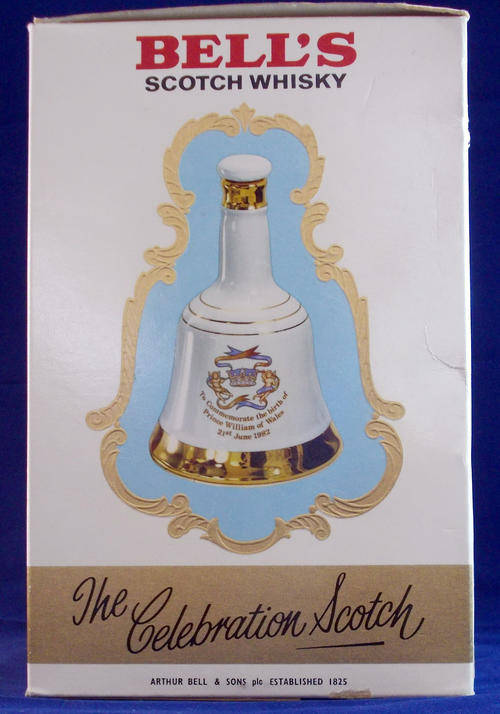 BELL'S
SCOTCH WHISKY
To Commemorate the birth of
Prince William of Wales
21st June 1982
The Celebration Scotch
ARTHUR BELL & SONS plc ESTABLISHED 1825